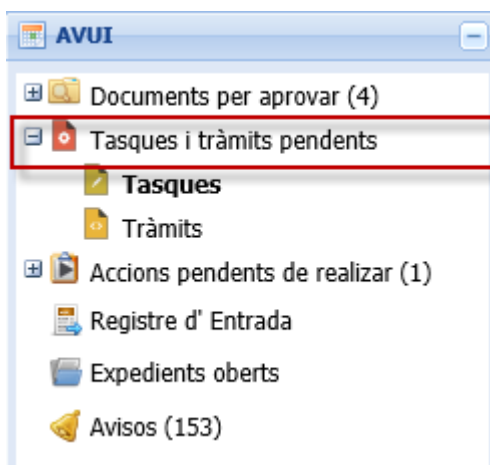 AVUI
Documents per aprovar (4)
Tasques i tràmits pendents
Tasques
Tràmits
Accions pendents de realizar (1)
Registre d' Entrada
Expedients oberts
Avisos (153)